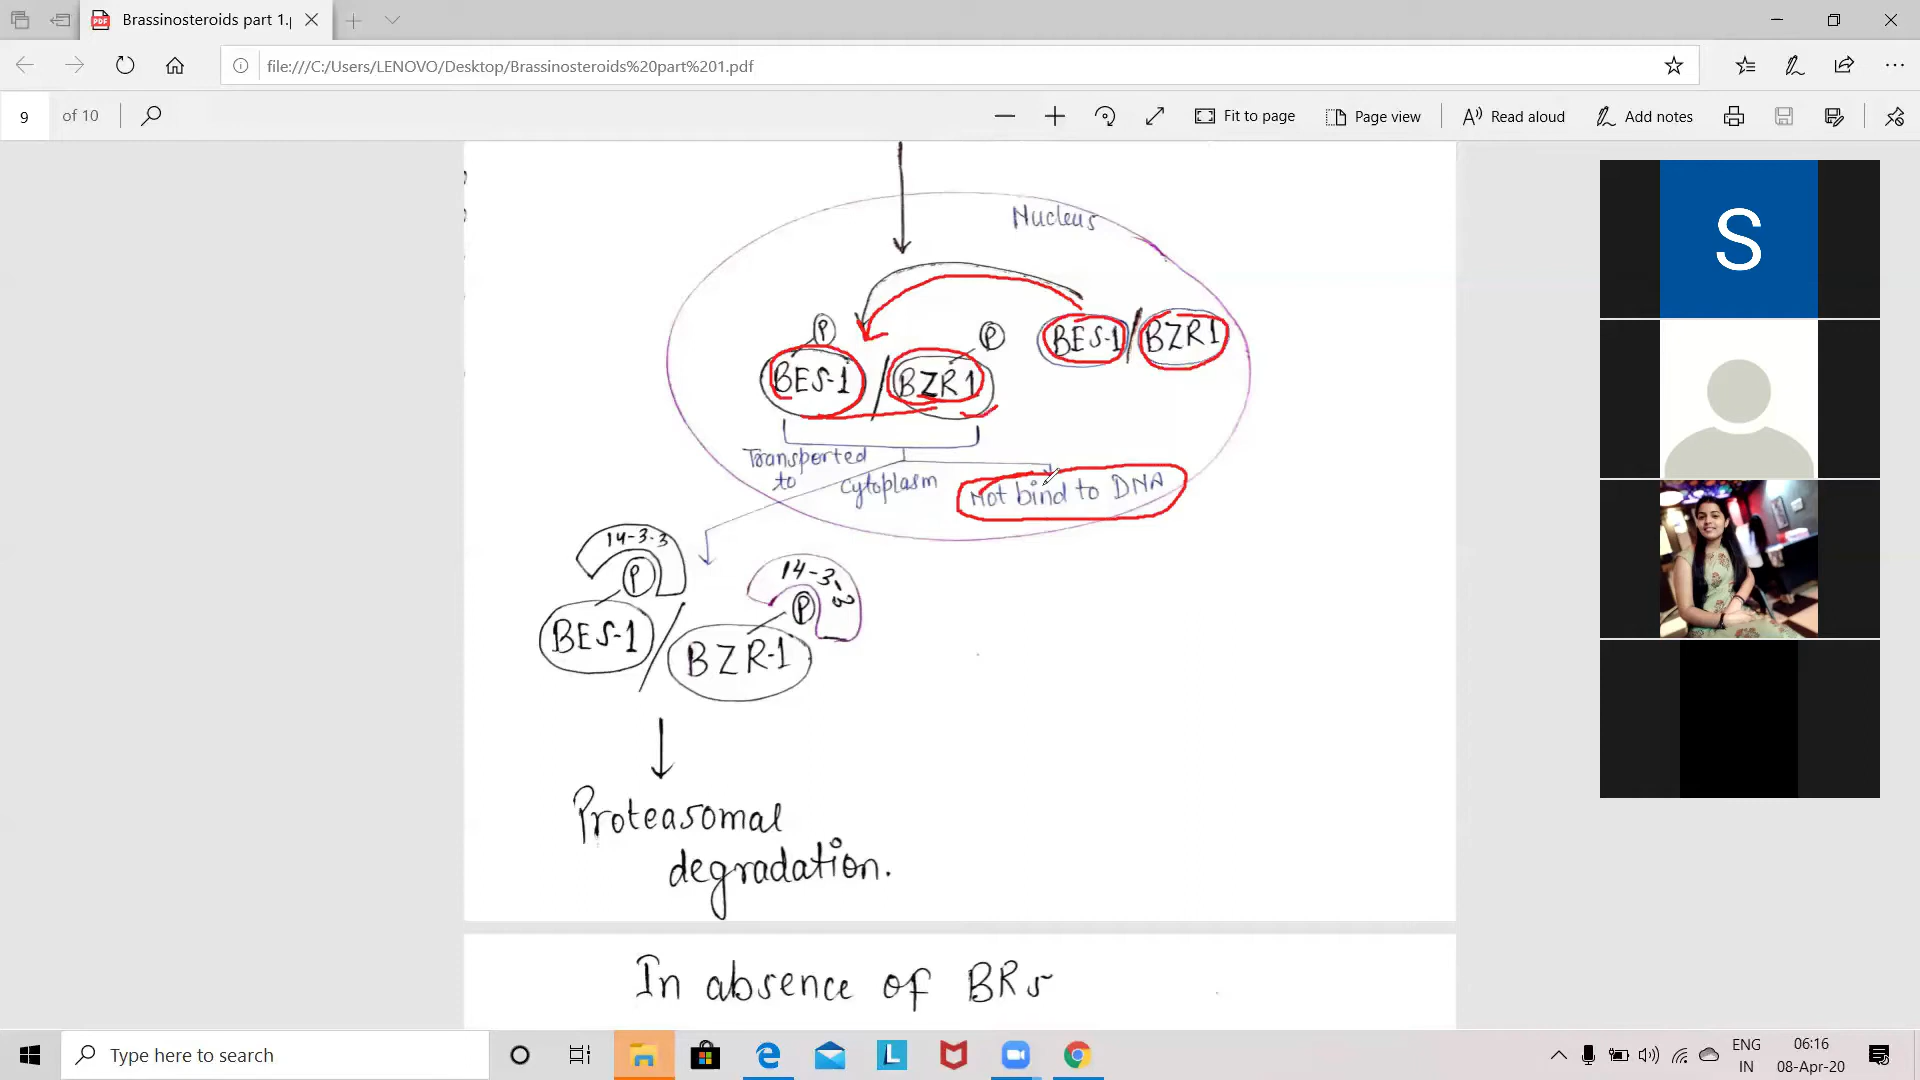 Brassinosteroids part 1.p
file:///C:/Users/LENOVO/Desktop/Brassinosteroids%20part%201.pdf
9 of 10
Fit to page
Page view
Read aloud
Add notes
Nucleus
P
P
BES-1 / BZR1
BES-1 / BZR1
Transported
to Cytoplasm
Not bind to DNA
14-3-3
P
14-3-3
P
BES-1 / BZR-1
Proteasomal
degradation.
In absence of BRs
S
Type here to search
ENG
IN
06:16
08-Apr-20